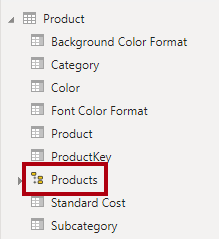 Product
Background Color Format
Category
Color
Font Color Format
Product
ProductKey
Products
Standard Cost
Subcategory